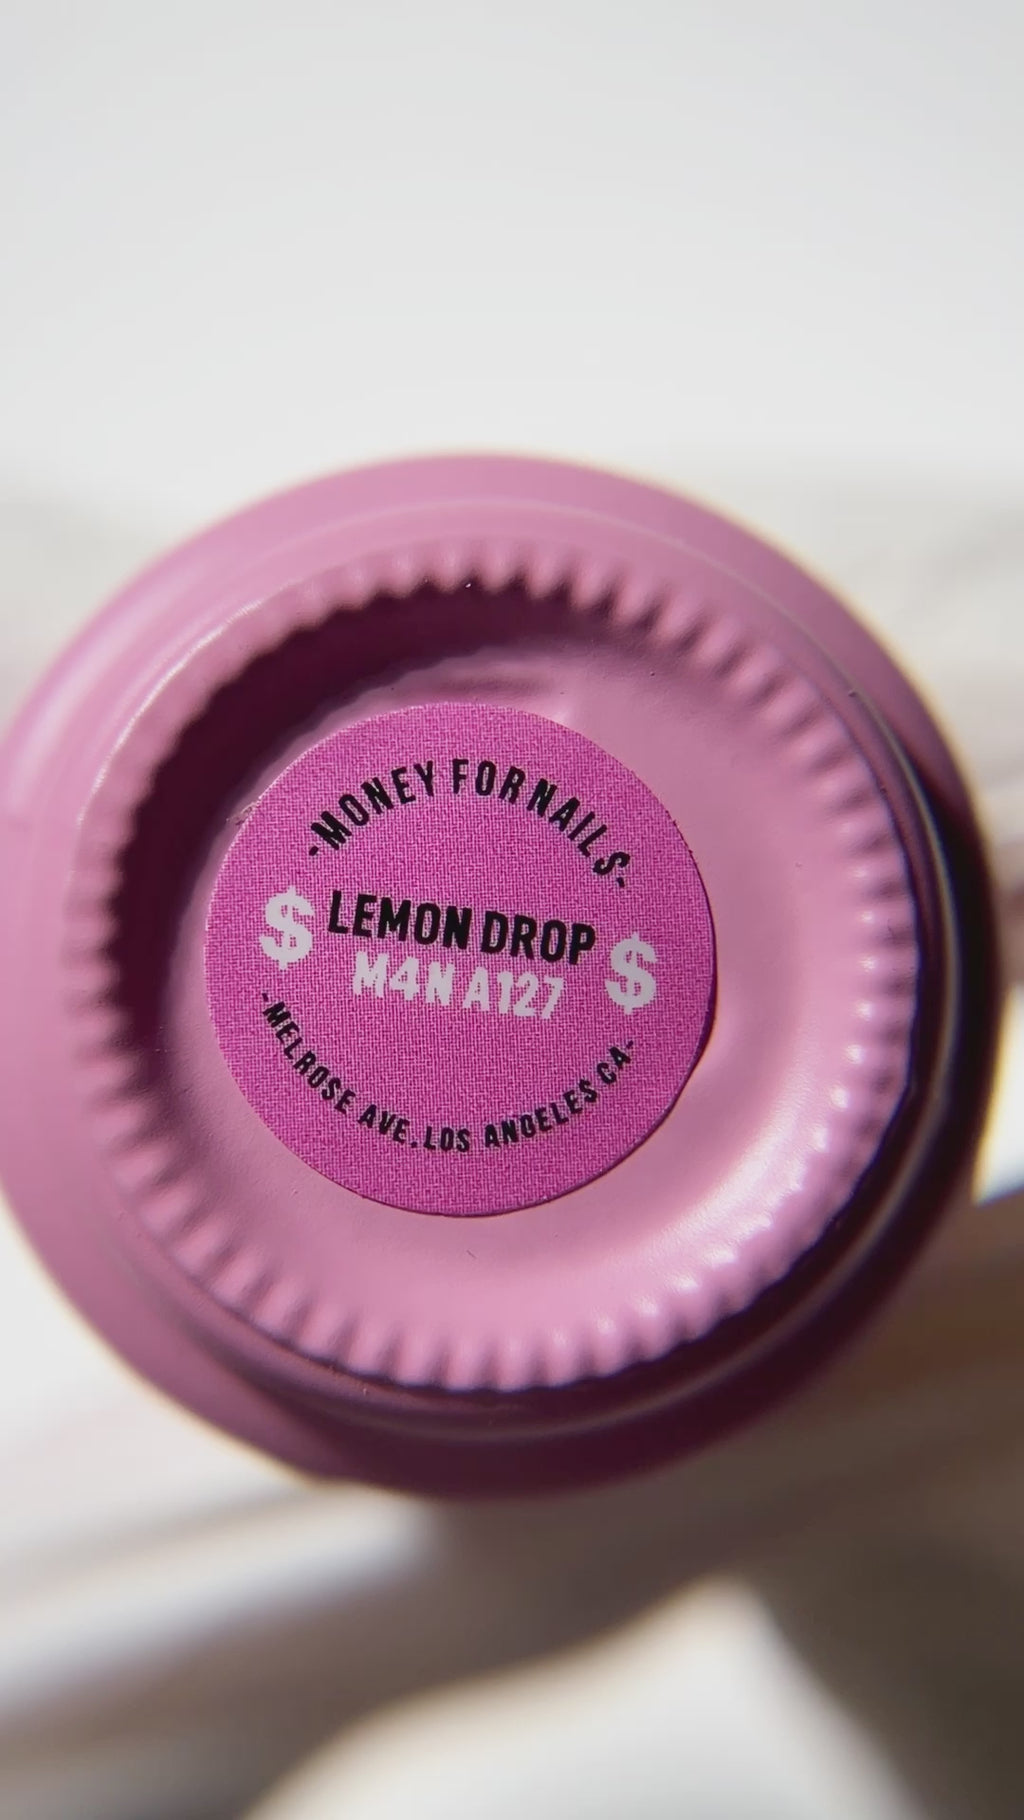 -MONEY FOR NAILS-
$ LEMON DROP $
M4N A127
-MELROSE AVE. LOS ANGELES CA-